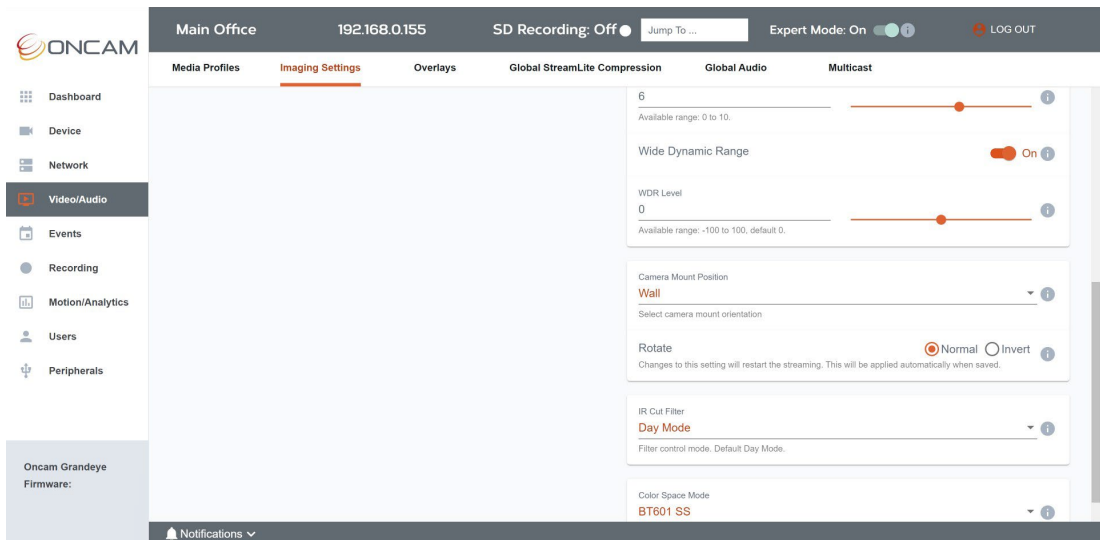 ONCAM
Main Office
192.168.0.155
SD Recording: Off
Jump To ...
Expert Mode: On
LOG OUT
Media Profiles
Imaging Settings
Overlays
Global StreamLite Compression
Global Audio
Multicast
Dashboard
Device
Network
Video/Audio
Events
Recording
Motion/Analytics
Users
Peripherals
Oncam Grandeye
Firmware:
6
Available range: 0 to 10.
Wide Dynamic Range
On
WDR Level
0
Available range: -100 to 100, default 0.
Camera Mount Position
Wall
Select camera mount orientation
Rotate
Normal
Invert
Changes to this setting will restart the streaming. This will be applied automatically when saved.
IR Cut Filter
Day Mode
Filter control mode. Default Day Mode.
Color Space Mode
BT601 SS
Notifications